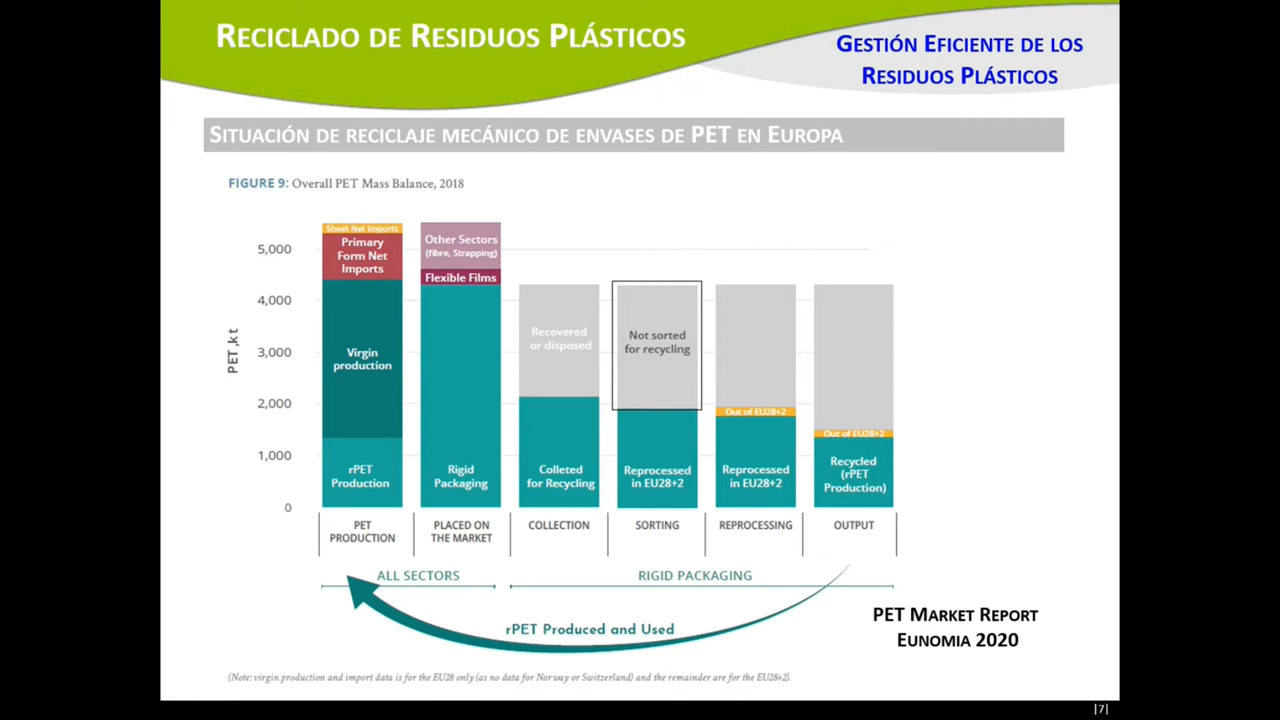 RECICLADO DE RESIDUOS PLÁSTICOS
GESTIÓN EFICIENTE DE LOS
RESIDUOS PLÁSTICOS
SITUACIÓN DE RECICLAJE MECÁNICO DE ENVASES DE PET EN EUROPA
FIGURE 9: Overall PET Mass Balance, 2018
PET ,kt
5,000
4,000
3,000
2,000
1,000
0
Sheet Net Imports
Primary
Form Net
Imports
Virgin
production
rPET
Production
Other Sectors
(fibre, Strapping)
Flexible Films
Rigid
Packaging
Recovered
or disposed
Colleted
for Recycling
Not sorted
for recycling
Reprocessed
in EU28+2
Out of EU28+2
Reprocessed
in EU28+2
Out of EU28+2
Recycled
(rPET
Production)
PET
PRODUCTION
PLACED ON
THE MARKET
COLLECTION
SORTING
REPROCESSING
OUTPUT
ALL SECTORS
RIGID PACKAGING
rPET Produced and Used
PET MARKET REPORT
EUNOMIA 2020
(Note: virgin production and import data is for the EU28 only (as no data for Norway or Switzerland) and the remainder are for the EU28+2).
|7|